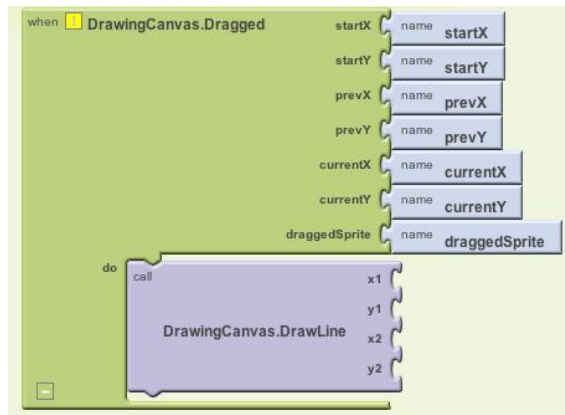 when ! DrawingCanvas.Dragged startX name startX
startY name startY
prevX name prevX
prevY name prevY
currentX name currentX
currentY name currentY
draggedSprite name draggedSprite
do call x1
y1
DrawingCanvas.DrawLine x2
y2